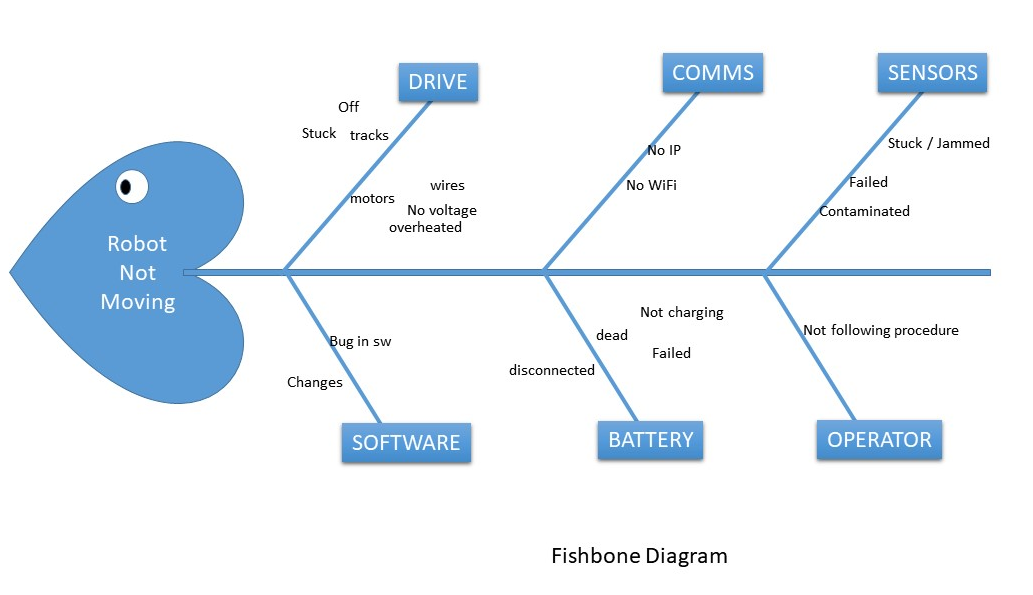 DRIVE
COMMS
SENSORS
Off
Stuck tracks
motors
wires
No voltage
overheated
No IP
No WiFi
Stuck / Jammed
Failed
Contaminated
Robot
Not
Moving
Bug in sw
Changes
Not charging
dead
Failed
disconnected
Not following procedure
SOFTWARE
BATTERY
OPERATOR
Fishbone Diagram